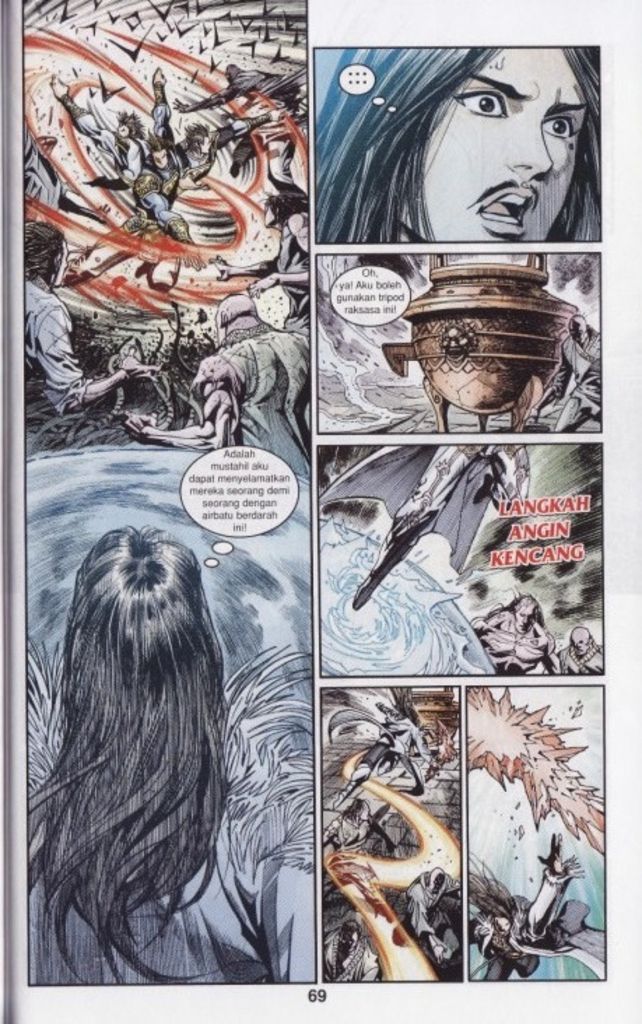 Adalah
mustahil aku
dapat menyelamatkan
mereka seorang demi
seorang dengan
airbatu berdarah
ini!
Oh,
ya! Aku boleh
gunakan tripod
raksasa ini!
LANGKAH
ANGIN
KENCANG
69